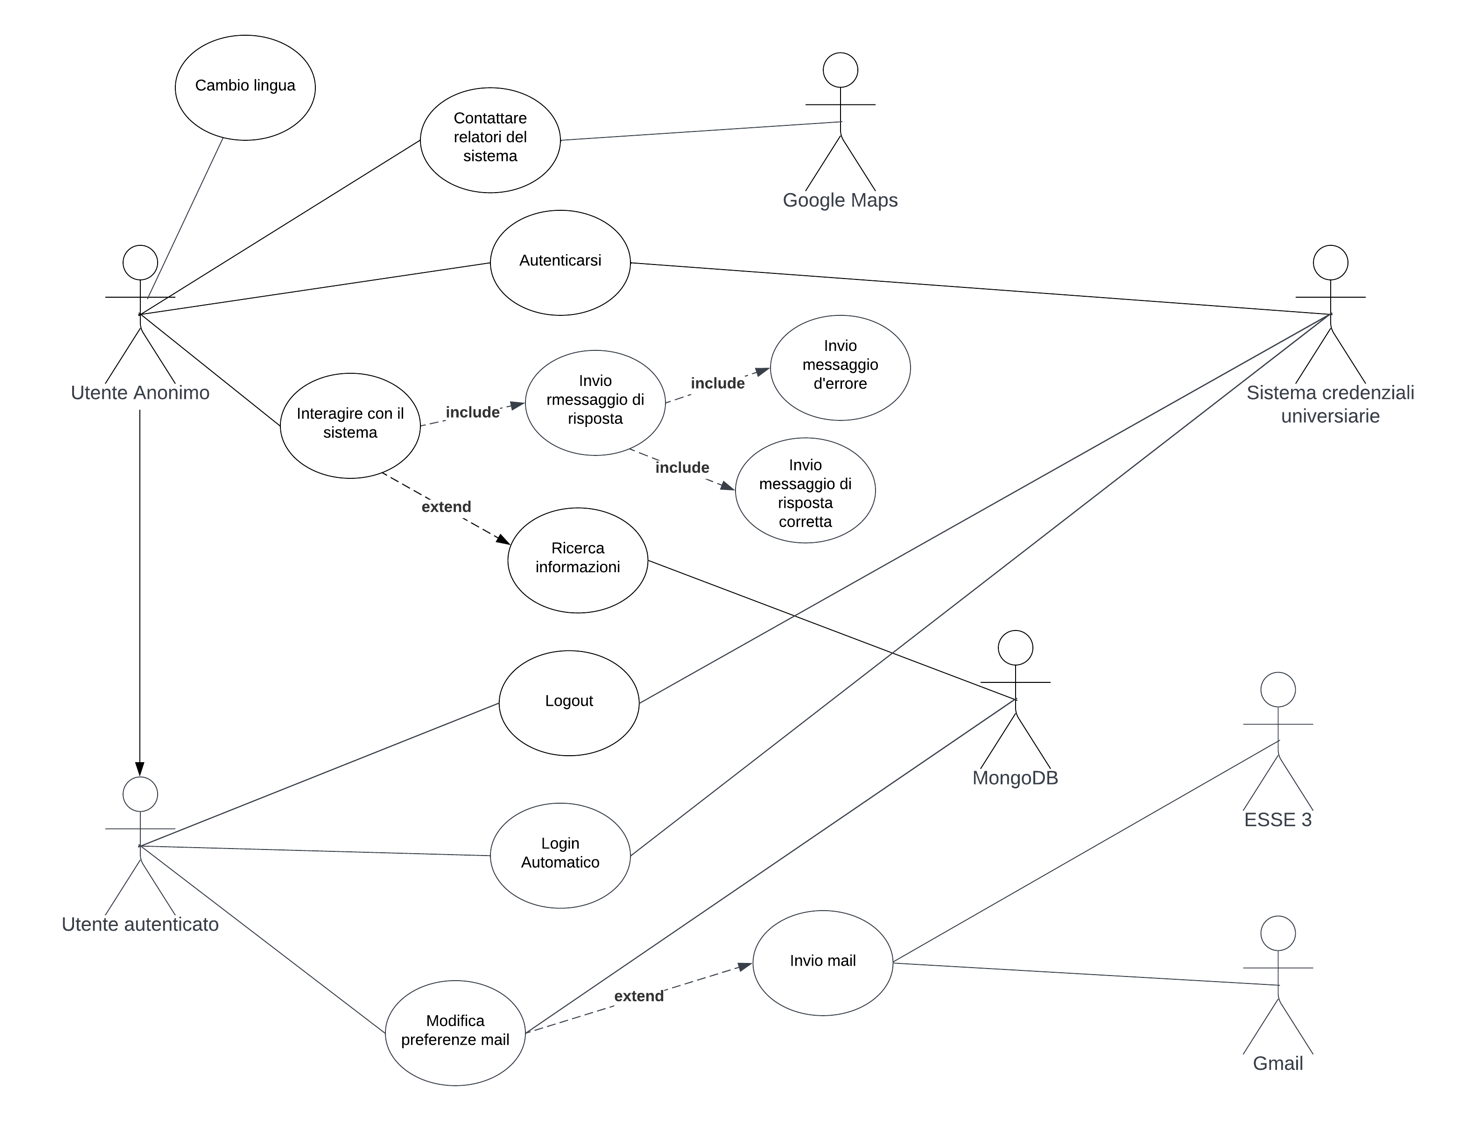 Cambio lingua
Contattare
relatori del
sistema
Google Maps
Autenticarsi
Utente Anonimo
Sistema credenziali
universiarie
Invio
messaggio
d'errore
include
Invio
rmessaggio di
risposta
include
Interagire con il
sistema
include
Invio
messaggio di
risposta
corretta
extend
Ricerca
informazioni
Logout
MongoDB
ESSE 3
Login
Automatico
Utente autenticato
Invio mail
extend
Modifica
preferenze mail
Gmail